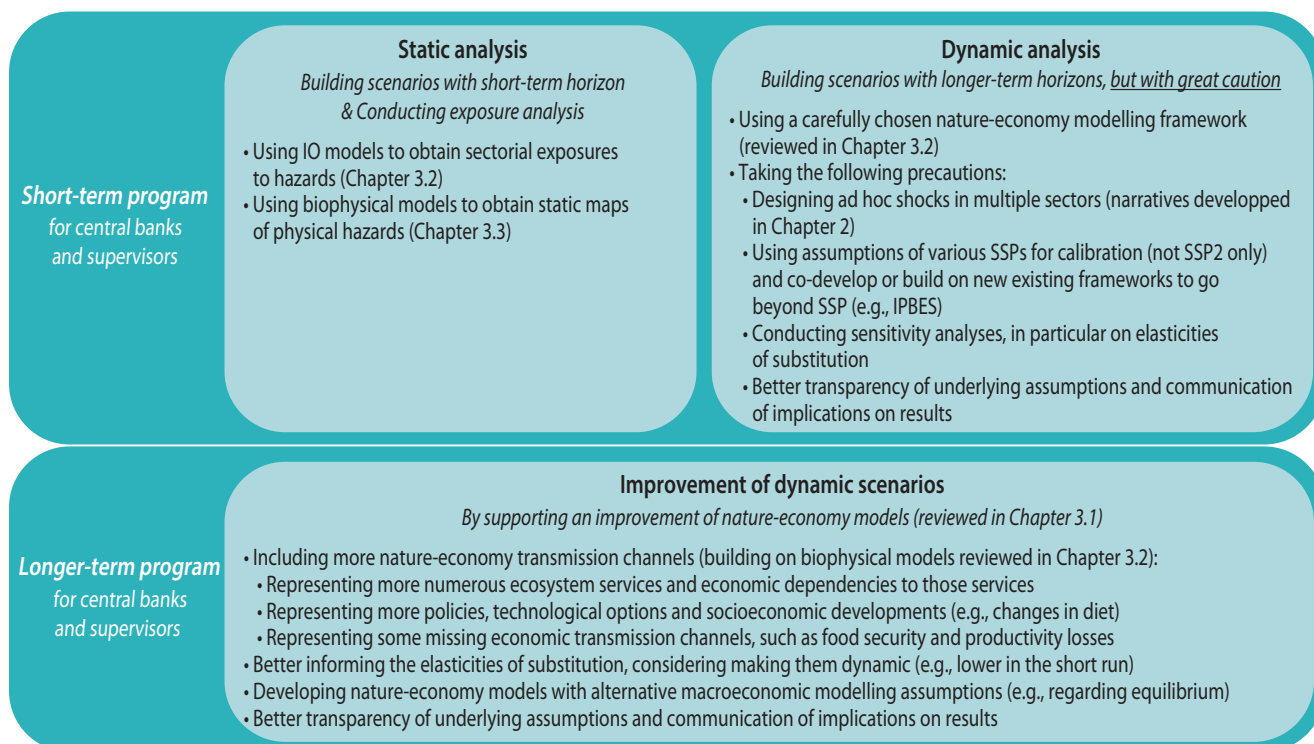 Short-term program
for central banks
and supervisors
Static analysis
Building scenarios with short-term horizon
& Conducting exposure analysis
• Using IO models to obtain sectorial exposures
to hazards (Chapter 3.2)
• Using biophysical models to obtain static maps
of physical hazards (Chapter 3.3)
Dynamic analysis
Building scenarios with longer-term horizons, but with great caution
• Using a carefully chosen nature-economy modelling framework
(reviewed in Chapter 3.2)
• Taking the following precautions:
• Designing ad hoc shocks in multiple sectors (narratives developped
in Chapter 2)
• Using assumptions of various SSPs for calibration (not SSP2 only)
and co-develop or build on new existing frameworks to go
beyond SSP (e.g., IPBES)
• Conducting sensitivity analyses, in particular on elasticities
of substitution
• Better transparency of underlying assumptions and communication
of implications on results
Longer-term program
for central banks
and supervisors
Improvement of dynamic scenarios
By supporting an improvement of nature-economy models (reviewed in Chapter 3.1)
• Including more nature-economy transmission channels (building on biophysical models reviewed in Chapter 3.2):
• Representing more numerous ecosystem services and economic dependencies to those services
• Representing more policies, technological options and socioeconomic developments (e.g., changes in diet)
• Representing some missing economic transmission channels, such as food security and productivity losses
• Better informing the elasticities of substitution, considering making them dynamic (e.g., lower in the short run)
• Developing nature-economy models with alternative macroeconomic modelling assumptions (e.g., regarding equilibrium)
• Better transparency of underlying assumptions and communication of implications on results